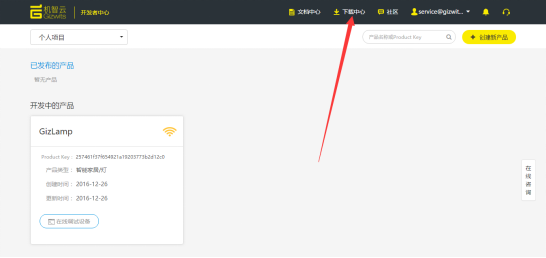 机智云
Gizwits
开发者中心
文档中心
下载中心
社区
service@gizwit...
个人项目
产品名称或Product Key
+ 创建新产品
已发布的产品
暂无产品
开发中的产品
GizLamp
Product Key: 257461f37f654921a19203773b2d12c0
产品类型: 智能家居/灯
创建时间: 2016-12-26
更新时间: 2016-12-26
在线调试设备
在线咨询